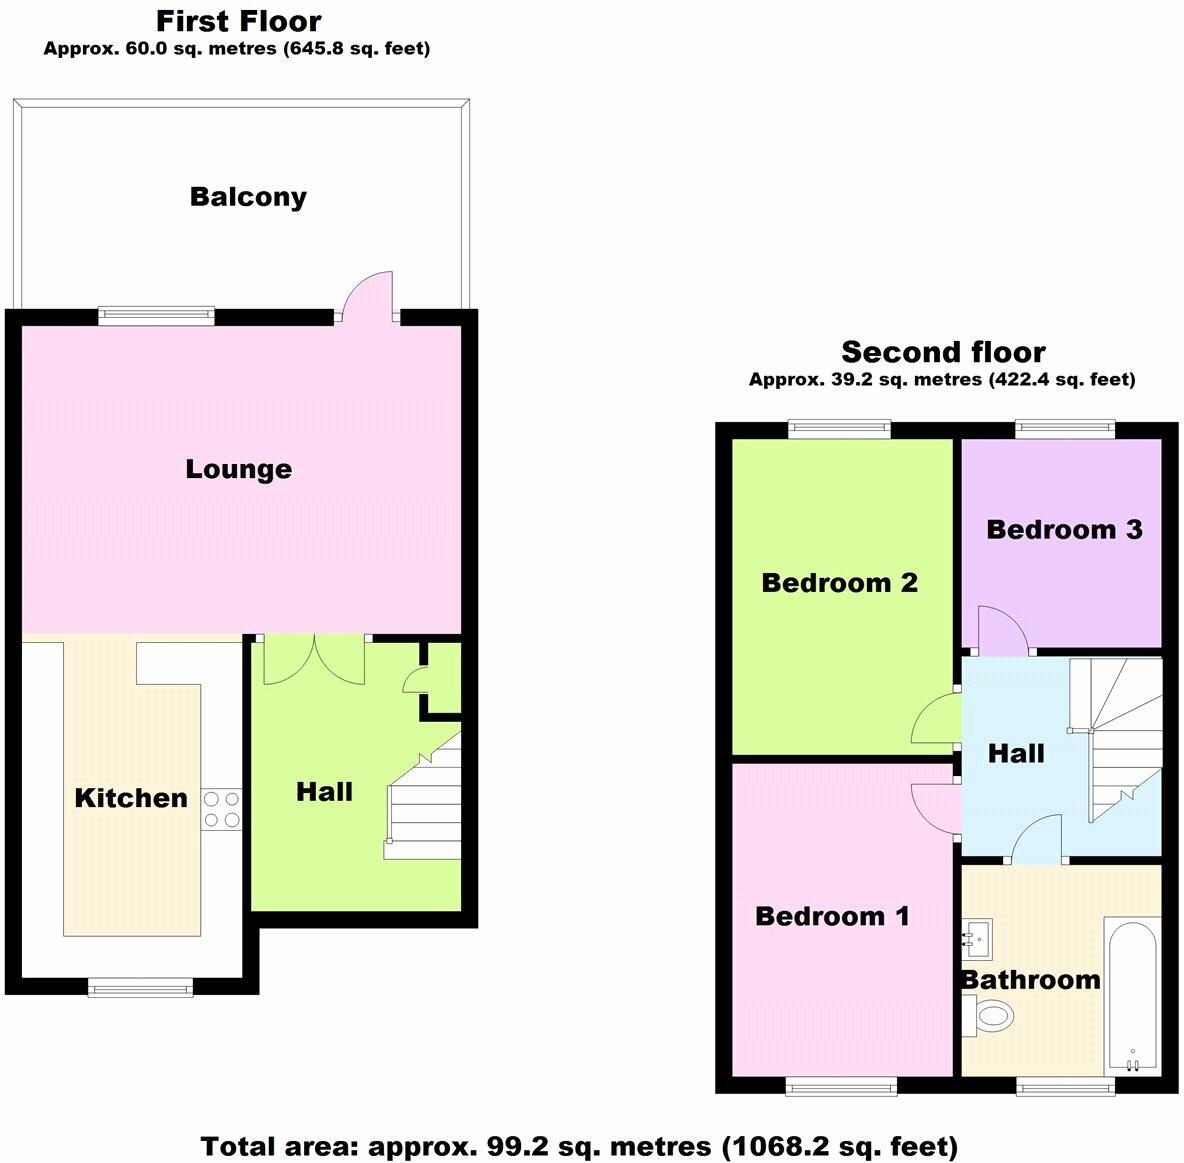 First Floor
Approx. 60.0 sq. metres (645.8 sq. feet)
Balcony
Lounge
Kitchen
Hall
Second floor
Approx. 39.2 sq. metres (422.4 sq. feet)
Bedroom 2
Bedroom 3
Hall
Bedroom 1
Bathroom
Total area: approx. 99.2 sq. metres (1068.2 sq. feet)